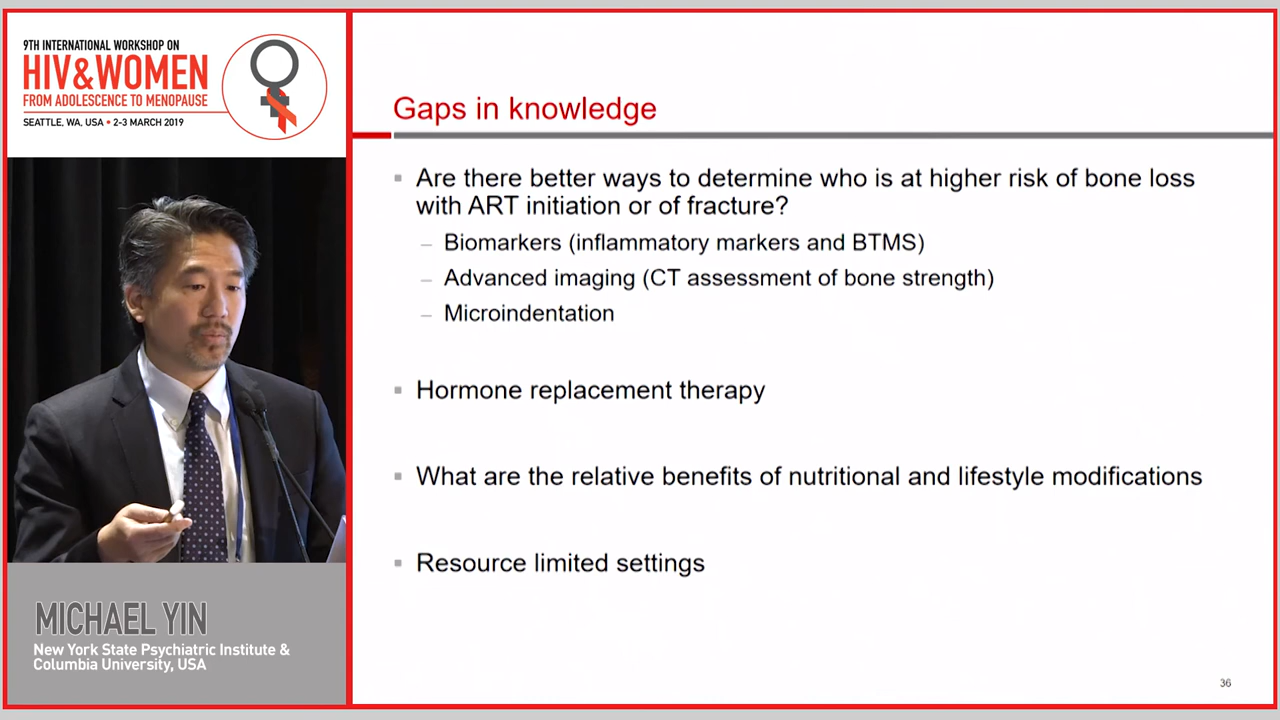 9TH INTERNATIONAL WORKSHOP ON
HIV&WOMEN
FROM ADOLESCENCE TO MENOPAUSE
SEATTLE, WA, USA • 2-3 MARCH 2019
MICHAEL YIN
New York State Psychiatric Institute &
Columbia University, USA
Gaps in knowledge
Are there better ways to determine who is at higher risk of bone loss
with ART initiation or of fracture?
– Biomarkers (inflammatory markers and BTMS)
– Advanced imaging (CT assessment of bone strength)
– Microindentation
Hormone replacement therapy
What are the relative benefits of nutritional and lifestyle modifications
Resource limited settings
36